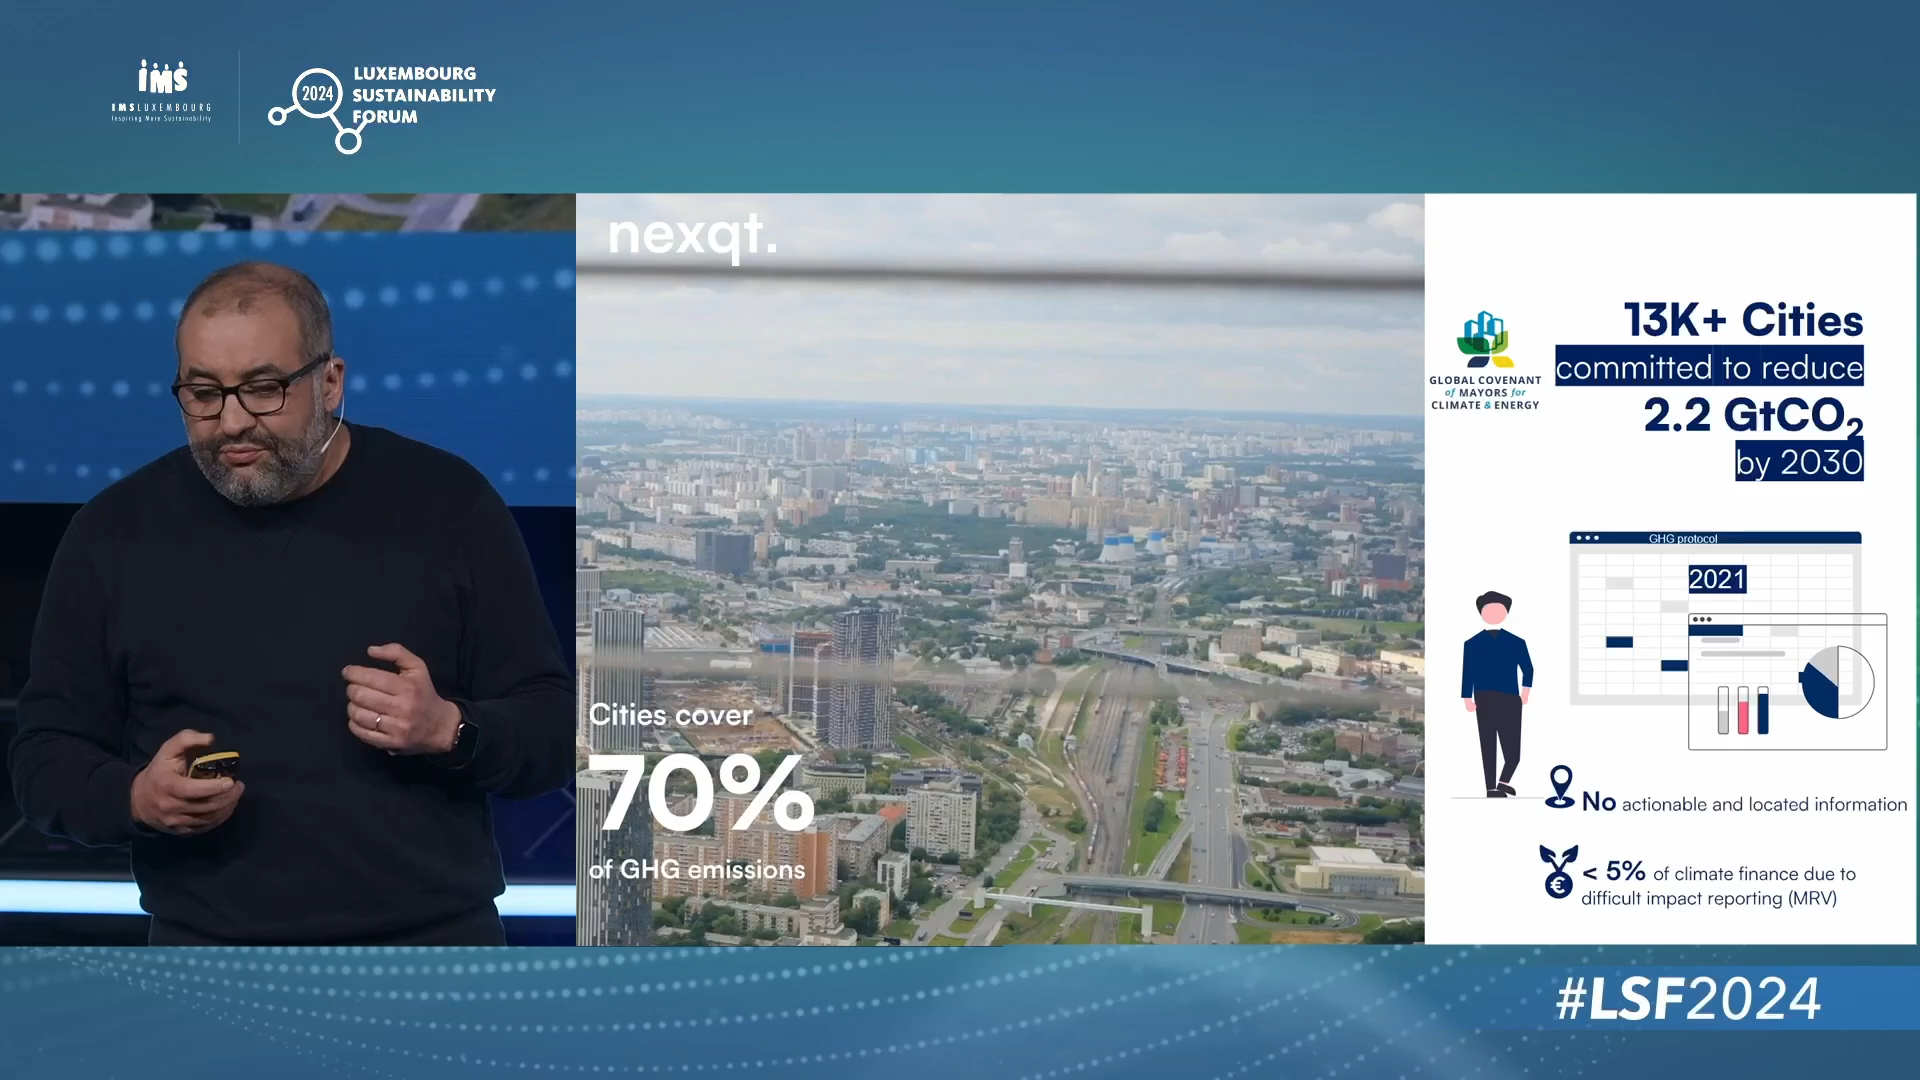 iMS
IMSLUXEMBOURG
Inspiring More Sustainability
2024
LUXEMBOURG
SUSTAINABILITY
FORUM
nexqt.
Cities cover
70%
of GHG emissions
GLOBAL COVENANT
of MAYORS for
CLIMATE & ENERGY
13K+ Cities
committed to reduce
2.2 GtCO₂
by 2030
GHG protocol
2021
No actionable and located information
€
< 5% of climate finance due to
difficult impact reporting (MRV)
#LSF2024